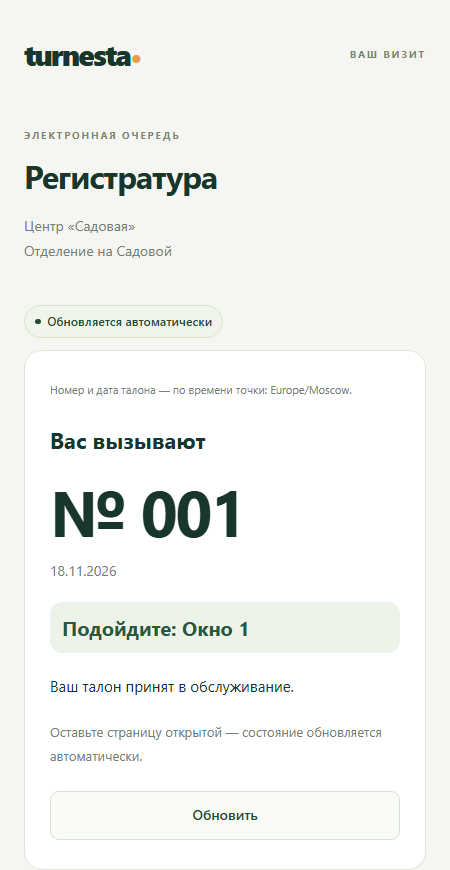 turnesta
ВАШ ВИЗИТ
ЭЛЕКТРОННАЯ ОЧЕРЕДЬ
Регистратура
Центр «Садовая»
Отделение на Садовой
Обновляется автоматически
Номер и дата талона — по времени точки: Europe/Moscow.
Вас вызывают
№ 001
18.11.2026
Подойдите: Окно 1
Ваш талон принят в обслуживание.
Оставьте страницу открытой — состояние обновляется
автоматически.
Обновить